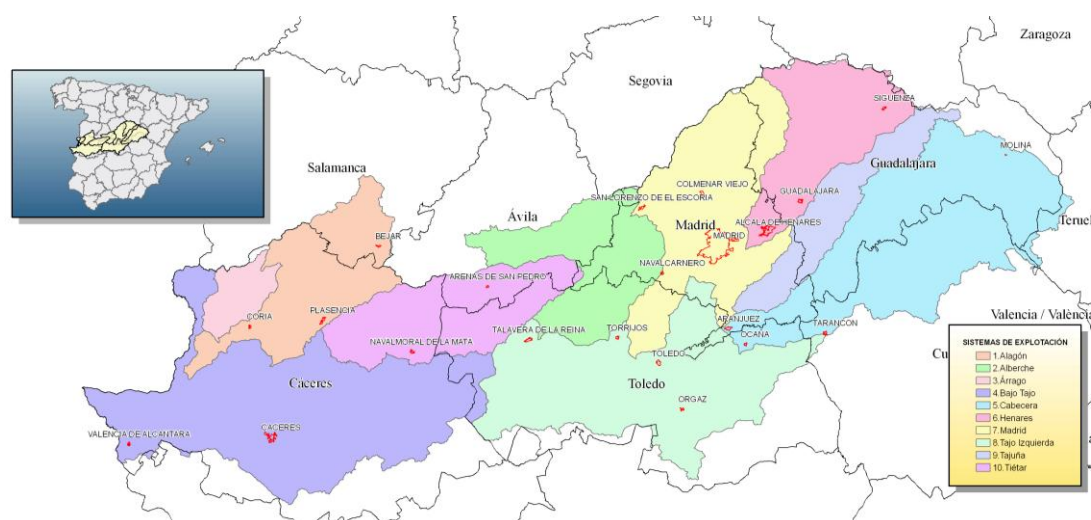 Zaragoza
Segovia
SIGUENZA
MOLINA
Guadalajara
Salamanca
COLMENAR VIEJO
GUADALAJARA
SAN LORENZO DE EL ESCORIA
Ávila
Madrid
ALCALA DE HENARES
Teruel
BEJAR
MADRID
NAVALCARNERO
ARENAS DE SAN PEDRO
Valencia / València
PLASENCIA
CORIA
ARANJUEZ
TALAVERA DE LA REINA
TORRIJOS
OCAÑA
TARANCON
NAVALMORAL DE LA MATA
TOLEDO
Cáceres
Toledo
Cu
ORGAZ
VALENCIA DE ALCANTARA
CACERES
SISTEMAS DE EXPLOTACIÓN
1.Alagón
2.Alberche
3.Árrago
4.Bajo Tajo
5.Cabecera
6.Henares
7.Madrid
8.Tajo Izquierda
9.Tajuña
10.Tiétar